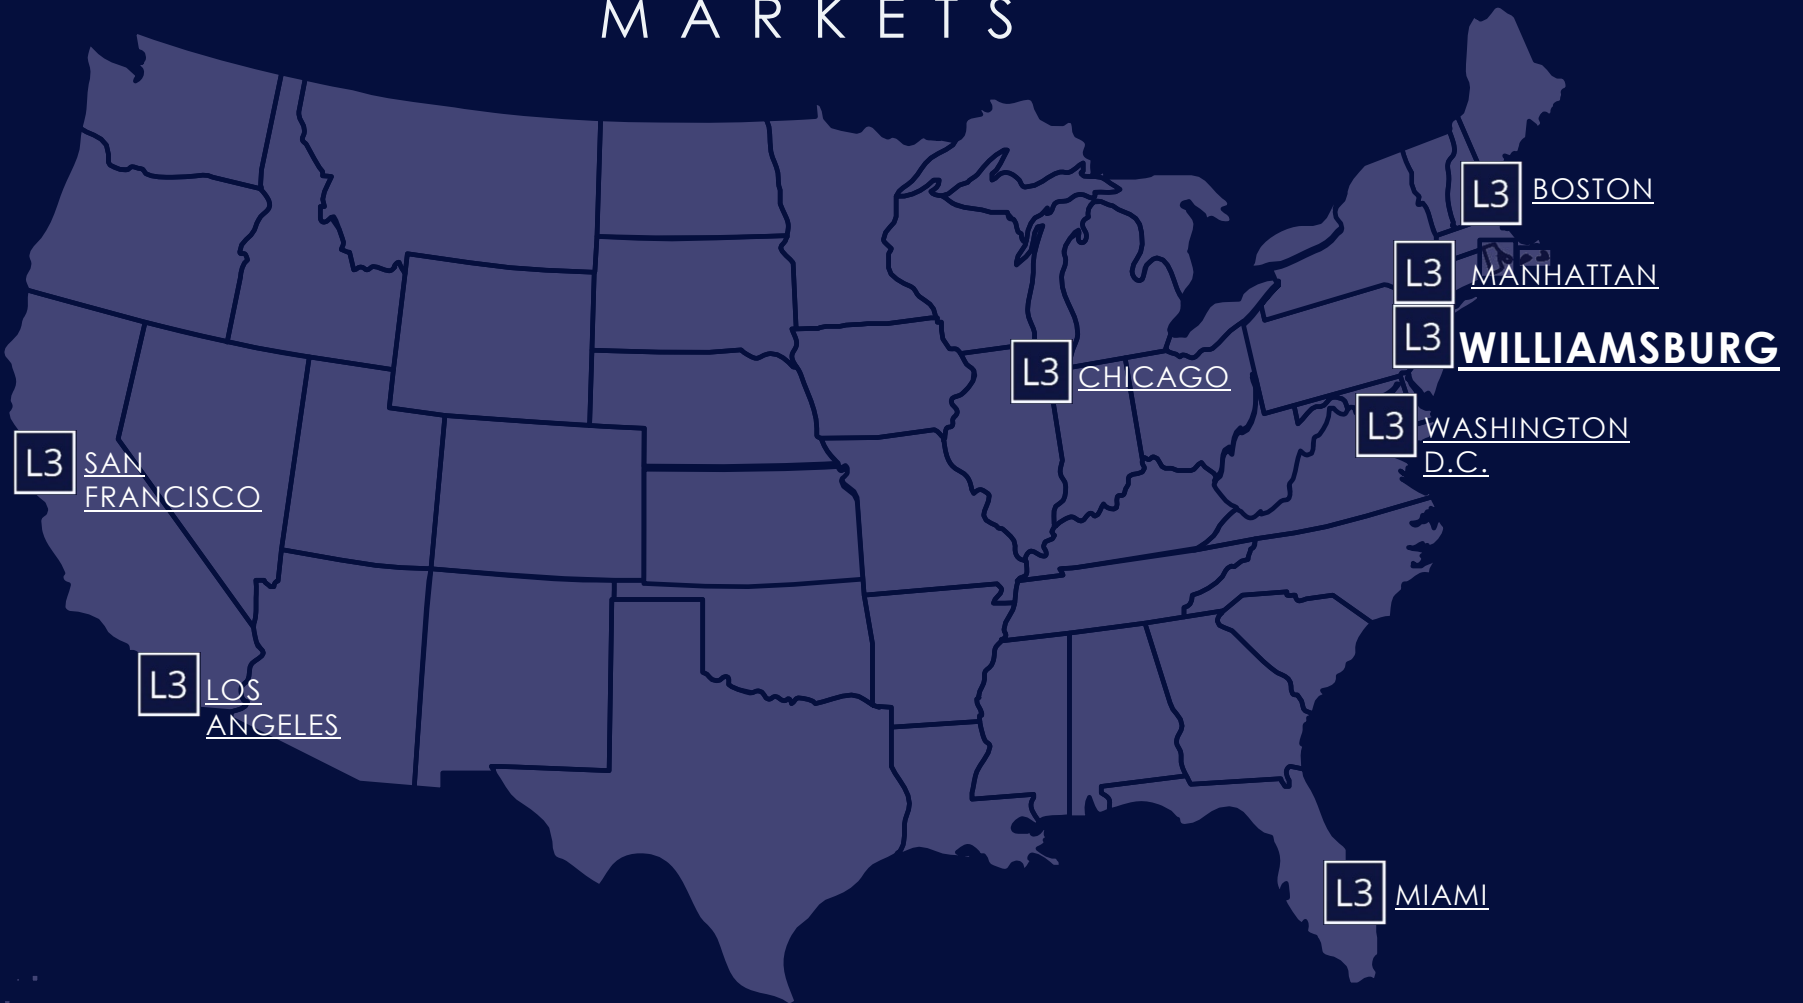 MARKETS
L3 BOSTON
L3 MANHATTAN
L3 WILLIAMSBURG
L3 CHICAGO
L3 WASHINGTON
D.C.
L3 SAN
FRANCISCO
L3 LOS
ANGELES
L3 MIAMI